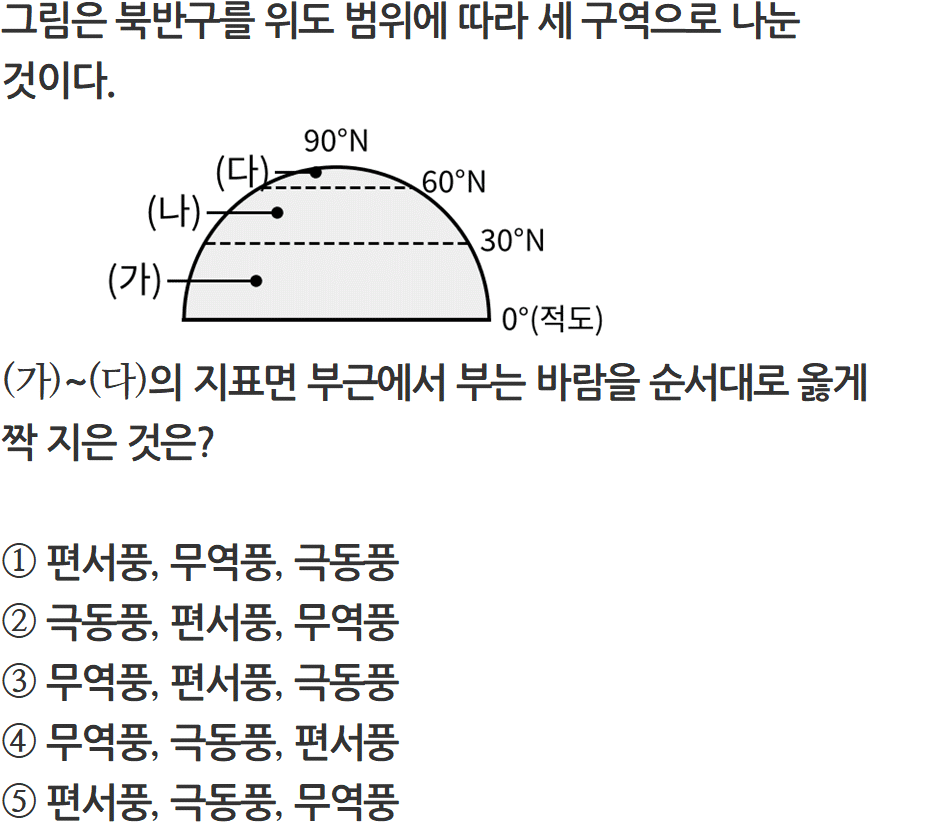 그림은 북반구를 위도 범위에 따라 세 구역으로 나눈
것이다.
90°N
(다)
60°N
(나)
30°N
(가)
0°(적도)
(가)~(다)의 지표면 부근에서 부는 바람을 순서대로 옳게
짝 지은 것은?
① 편서풍, 무역풍, 극동풍
② 극동풍, 편서풍, 무역풍
③ 무역풍, 편서풍, 극동풍
④ 무역풍, 극동풍, 편서풍
⑤ 편서풍, 극동풍, 무역풍